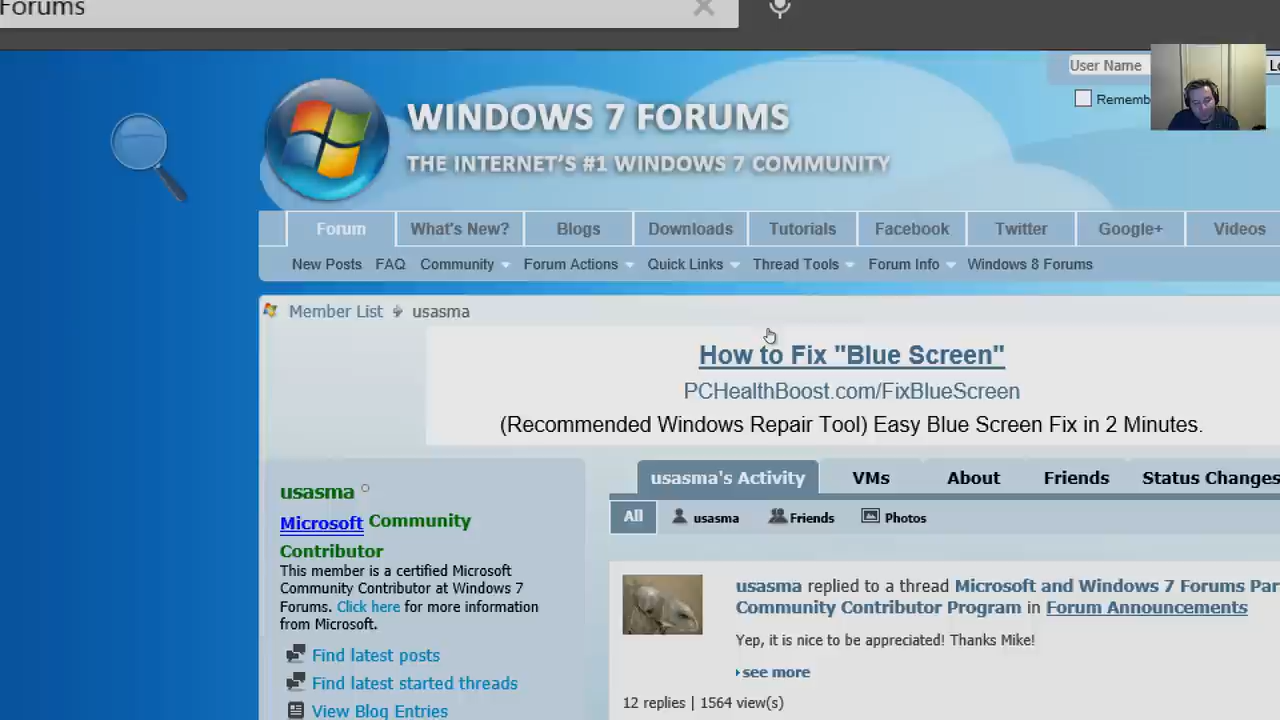 Forums
User Name
Rememb
WINDOWS 7 FORUMS
THE INTERNET'S #1 WINDOWS 7 COMMUNITY
Forum What's New? Blogs Downloads Tutorials Facebook Twitter Google+ Videos
New Posts FAQ Community Forum Actions Quick Links Thread Tools Forum Info Windows 8 Forums
Member List usasma
How to Fix "Blue Screen"
PCHealthBoost.com/FixBlueScreen
(Recommended Windows Repair Tool) Easy Blue Screen Fix in 2 Minutes.
usasma
Microsoft Community
Contributor
This member is a certified Microsoft
Community Contributor at Windows 7
Forums. Click here for more information
from Microsoft.
Find latest posts
Find latest started threads
View Blog Entries
usasma's Activity VMs About Friends Status Changes
All usasma Friends Photos
usasma replied to a thread Microsoft and Windows 7 Forums Par
Community Contributor Program in Forum Announcements
Yep, it is nice to be appreciated! Thanks Mike!
see more
12 replies | 1564 view(s)